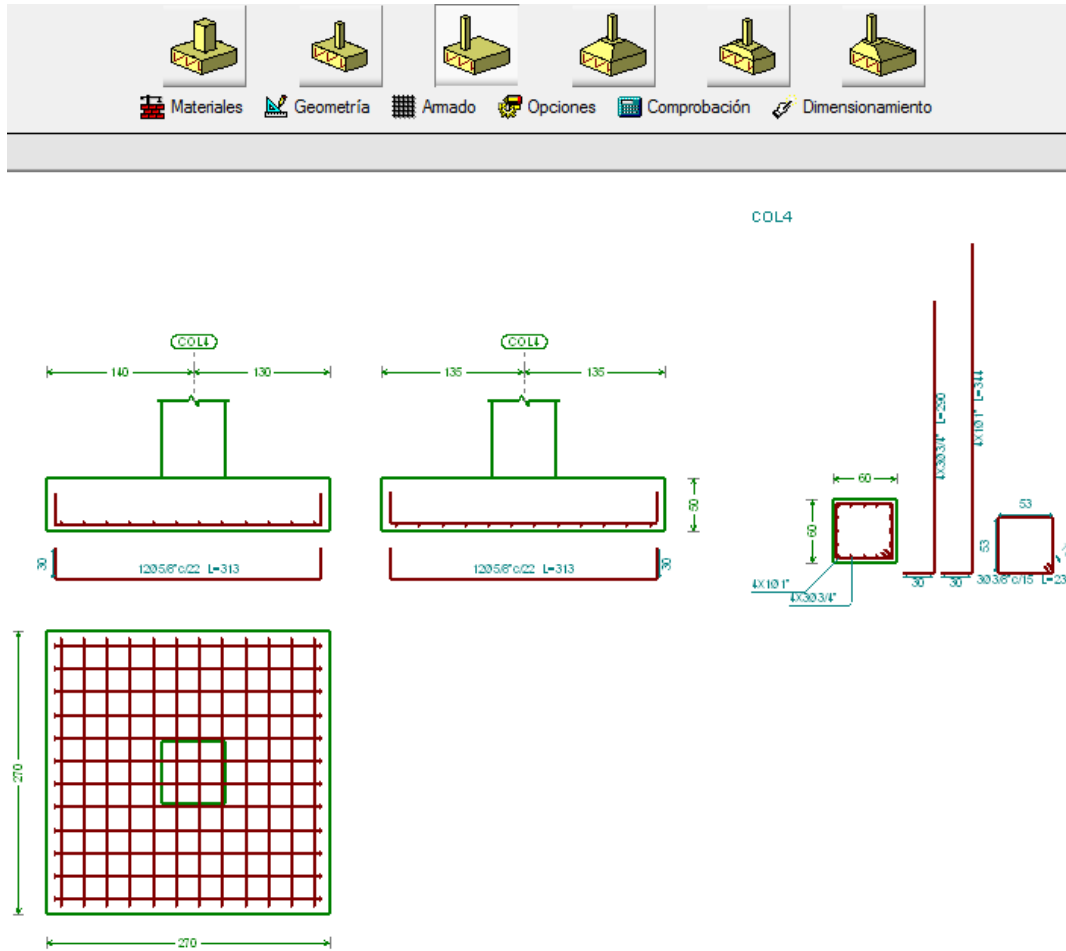 Materiales Geometría Armado Opciones Comprobación Dimensionamiento
COL4
COL4
COL4
140 130
135 135
50
30
12Ø5/8"c/22 L=313
12Ø5/8"c/22 L=313
30
60
60
4X1Ø1"
4X3Ø3/4"
4X3Ø3/4" L=290
4X1Ø1" L=344
30
30
53
53
3Ø3/8"c/15
270
270